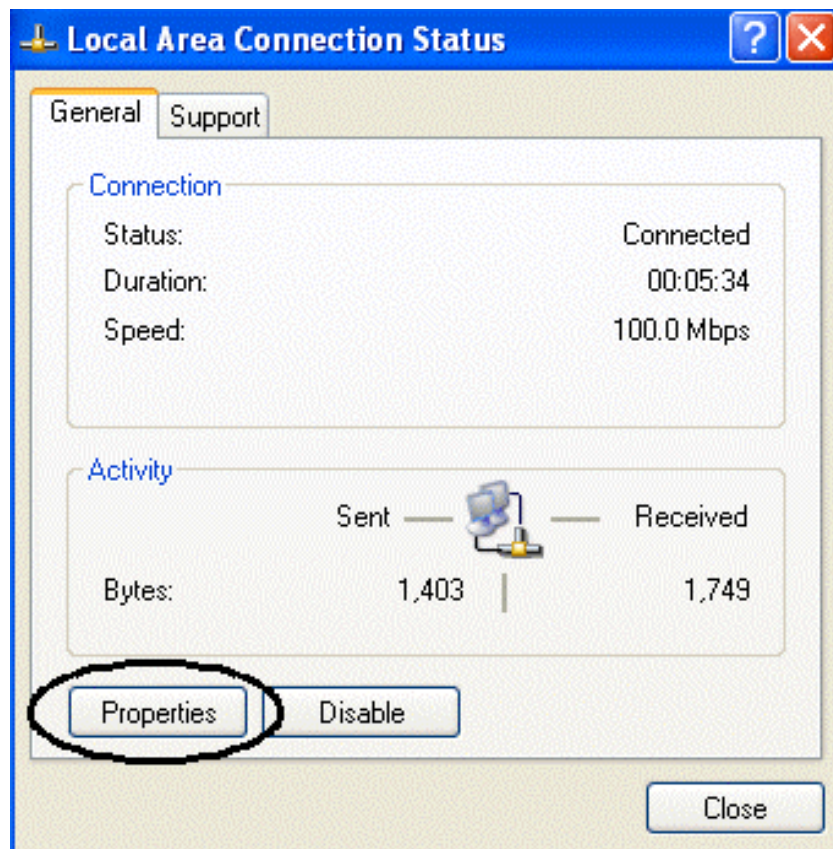 Local Area Connection Status ?
General Support
Connection
Status: Connected
Duration: 00:05:34
Speed: 100.0 Mbps
Activity
Sent Received
Bytes: 1,403 1,749
Properties Disable
Close